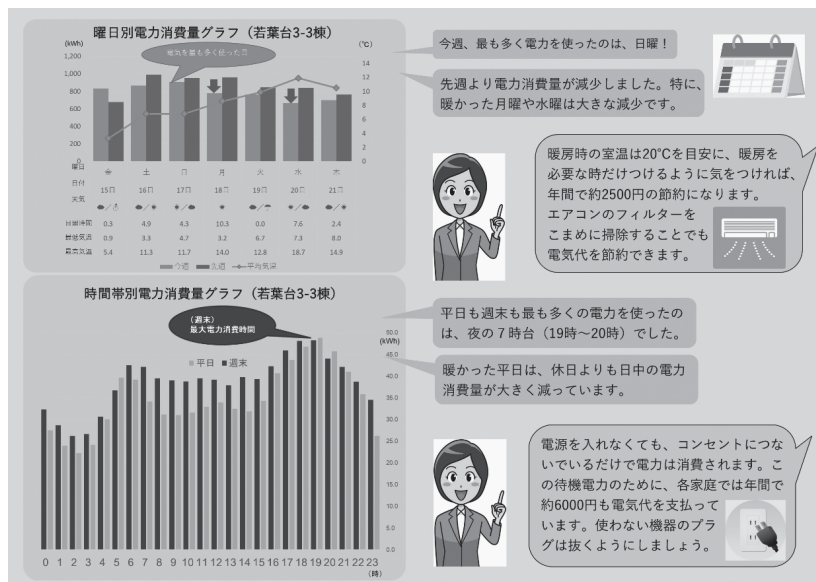 曜日別電力消費量グラフ（若葉台3-3棟）
(kWh)
(℃)
電気を最も多く使った日
1,200
1,000
800
600
400
200
0
14
12
10
8
6
4
2
0
曜日 金 土 日 月 火 水 木
日付 15日 16日 17日 18日 19日 20日 21日
天気
日照時間 0.3 4.9 4.3 10.3 0.0 7.6 2.4
最低気温 0.9 3.3 4.7 3.2 6.7 7.3 8.0
最高気温 5.4 11.3 11.7 14.0 12.8 18.7 14.9
今週 先週 平均気温
今週、最も多く電力を使ったのは、日曜！
先週より電力消費量が減少しました。特に、
暖かった月曜や水曜は大きな減少です。
暖房時の室温は20℃を目安に、暖房を
必要な時だけつけるように気をつければ、
年間で約2500円の節約になります。
エアコンのフィルターを
こまめに掃除することでも
電気代を節約できます。
時間帯別電力消費量グラフ（若葉台3-3棟）
（週末）
最大電力消費時間
平日 週末
50.0
(kWh)
45.0
40.0
35.0
30.0
25.0
20.0
15.0
10.0
5.0
0.0
0 1 2 3 4 5 6 7 8 9 10 11 12 13 14 15 16 17 18 19 20 21 22 23
(時)
平日も週末も最も多くの電力を使ったの
は、夜の７時台（19時～20時）でした。
暖かった平日は、休日よりも日中の電力
消費量が大きく減っています。
電源を入れなくても、コンセントにつな
いでいるだけで電力は消費されます。こ
の待機電力のために、各家庭では年間で
約6000円も電気代を支払って
います。使わない機器のプラ
グは抜くようにしましょう。